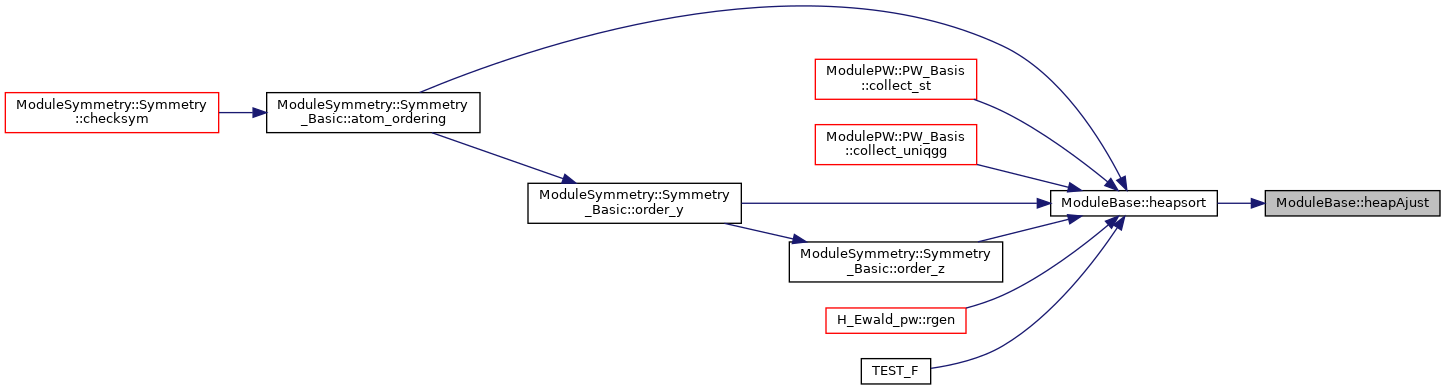 ModuleSymmetry::Symmetry
::checksym
ModuleSymmetry::Symmetry
_Basic::atom_ordering
ModulePW::PW_Basis
::collect_st
ModulePW::PW_Basis
::collect_uniqgg
ModuleSymmetry::Symmetry
_Basic::order_y
ModuleSymmetry::Symmetry
_Basic::order_z
H_Ewald_pw::rgen
TEST_F
ModuleBase::heapsort
ModuleBase::heapAjust